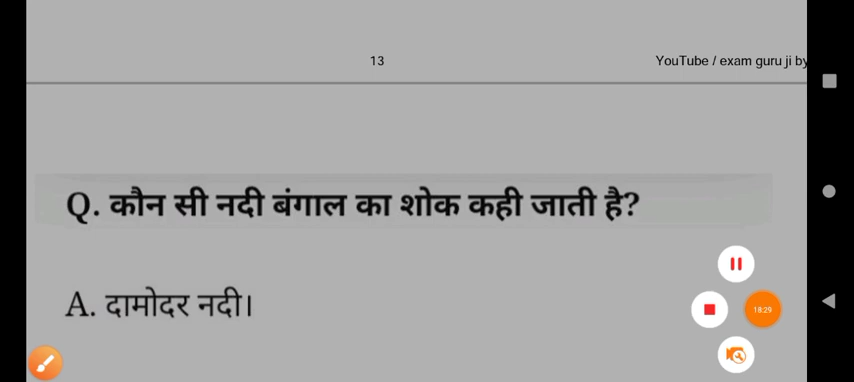 13 YouTube / exam guru ji by
Q. कौन सी नदी बंगाल का शोक कही जाती है?
A. दामोदर नदी।
18:29